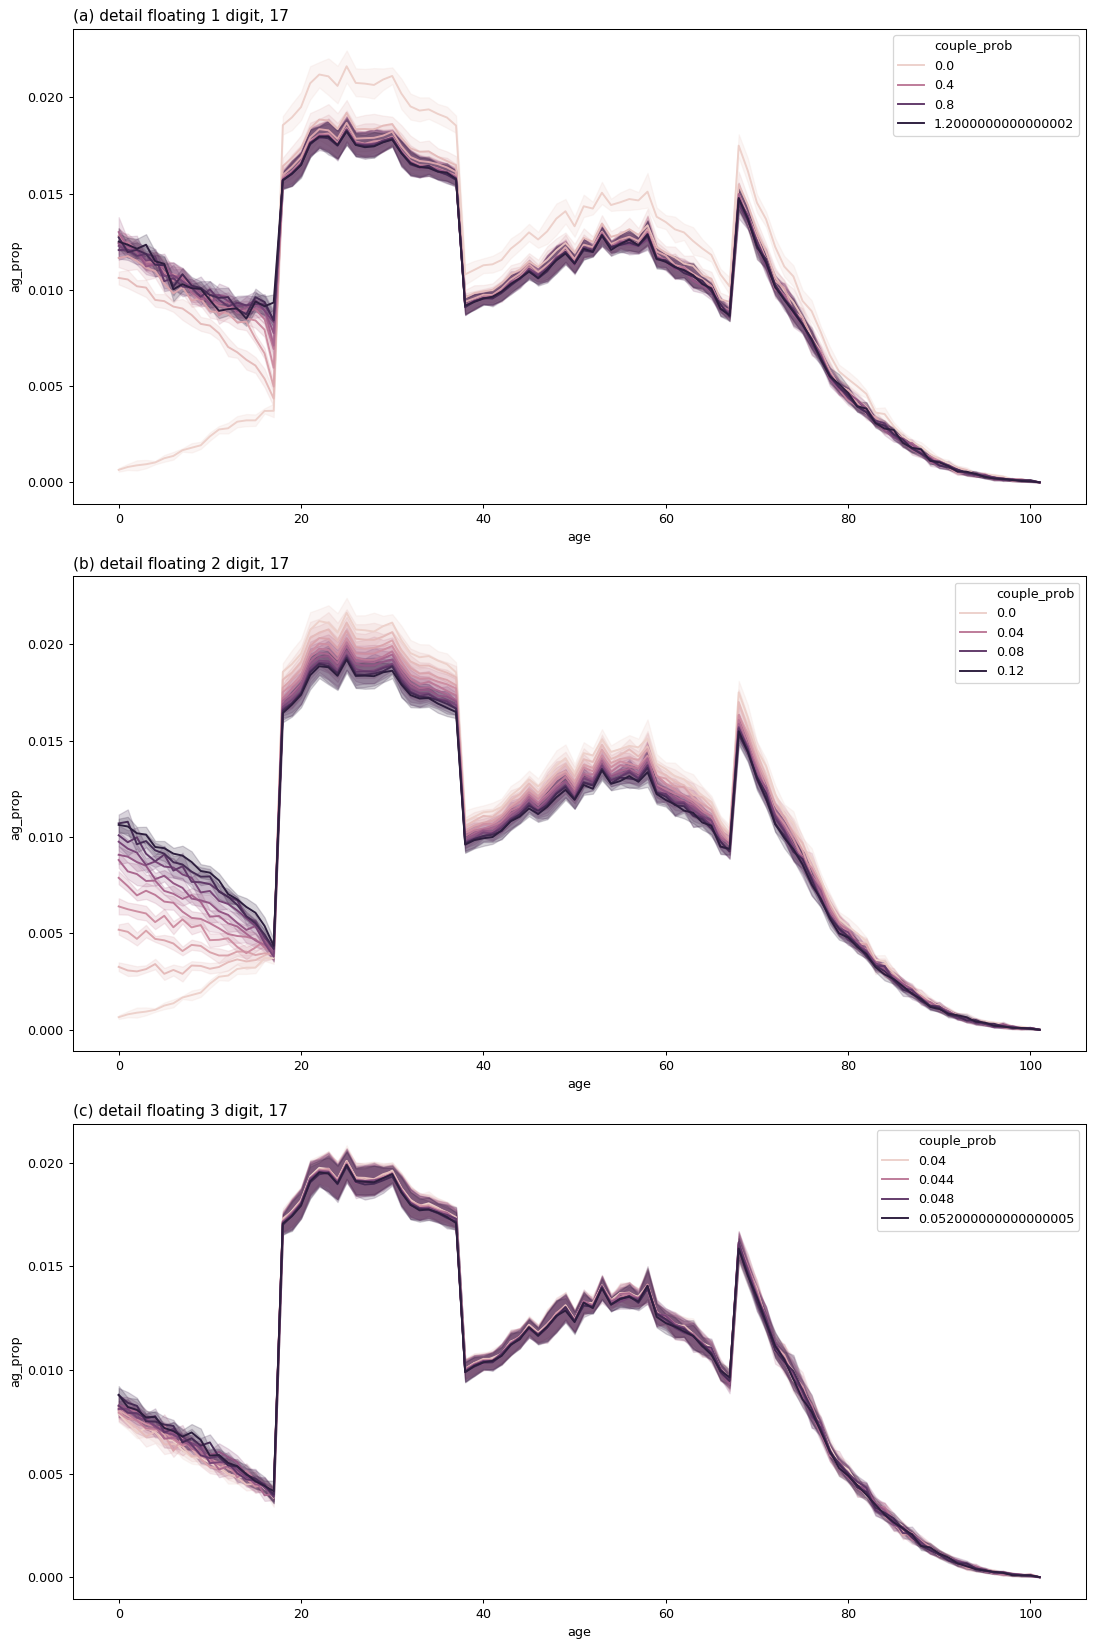 (a) detail floating 1 digit, 17
couple_prob
0.0
0.4
0.8
1.2000000000000002
0.020
0.015
0.010
0.005
0.000
ag_prop
0 20 40 60 80 100
age
(b) detail floating 2 digit, 17
couple_prob
0.0
0.04
0.08
0.12
0.020
0.015
0.010
0.005
0.000
ag_prop
0 20 40 60 80 100
age
(c) detail floating 3 digit, 17
couple_prob
0.04
0.044
0.048
0.052000000000000005
0.020
0.015
0.010
0.005
0.000
ag_prop
0 20 40 60 80 100
age